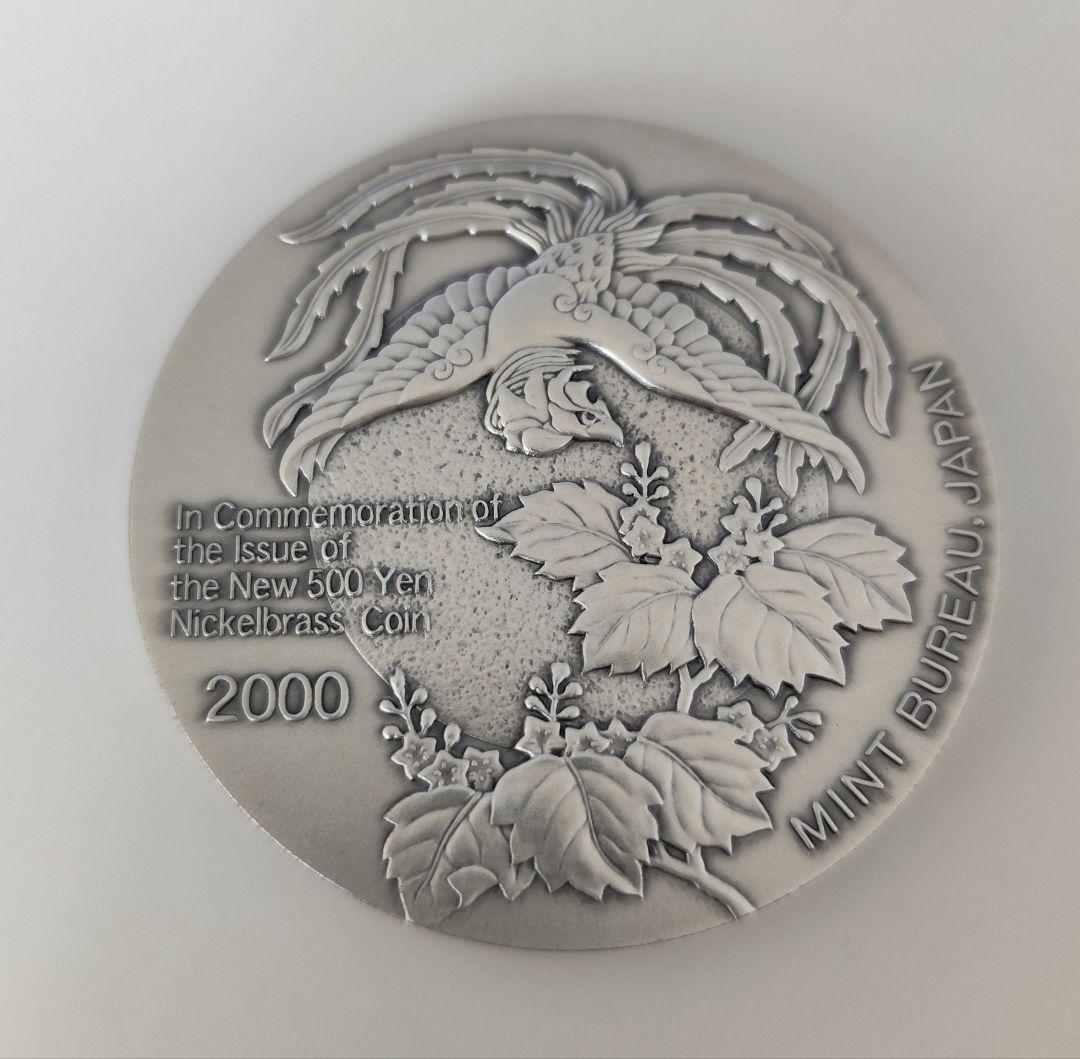 In Commemoration of
the Issue of
the New 500 Yen
Nickelbrass Coin
2000
MINT BUREAU, JAPAN